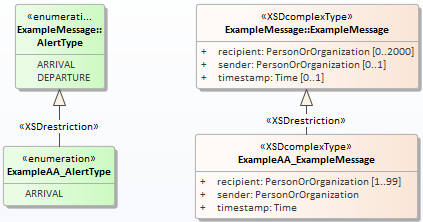 «enumerati...
ExampleMessage::
AlertType
ARRIVAL
DEPARTURE
«XSDrestriction»
«enumeration»
ExampleAA_AlertType
ARRIVAL
«XSDcomplexType»
ExampleMessage::ExampleMessage
+ recipient: PersonOrOrganization [0..2000]
+ sender: PersonOrOrganization [0..1]
+ timestamp: Time [0..1]
«XSDrestriction»
«XSDcomplexType»
ExampleAA_ExampleMessage
+ recipient: PersonOrOrganization [1..99]
+ sender: PersonOrOrganization
+ timestamp: Time